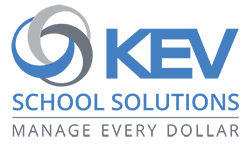 KEV
SCHOOL SOLUTIONS
MANAGE EVERY DOLLAR